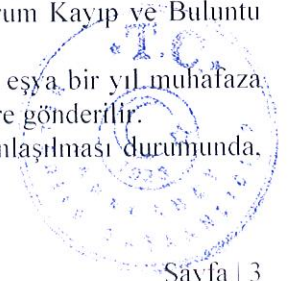 rum Kayıp ve Buluntu
eşya bir yıl muhafaza
re gönderilir.
nlaşılması durumunda,
T.C.
Sayfa | 3